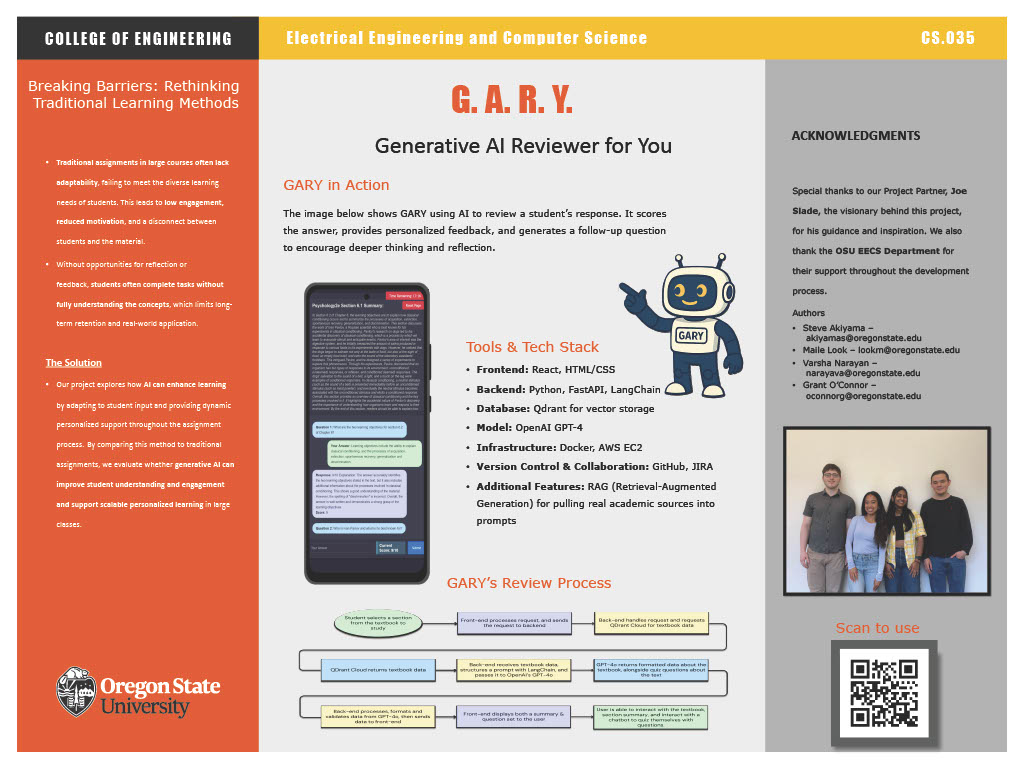 COLLEGE OF ENGINEERING
Electrical Engineering and Computer Science
CS.035
Breaking Barriers: Rethinking
Traditional Learning Methods
• Traditional assignments in large courses often lack
adaptability, failing to meet the diverse learning
needs of students. This leads to low engagement,
reduced motivation, and a disconnect between
students and the material.
• Without opportunities for reflection or
feedback, students often complete tasks without
fully understanding the concepts, which limits long-
term retention and real-world application.
The Solution
• Our project explores how AI can enhance learning
by adapting to student input and providing dynamic
personalized support throughout the assignment
process. By comparing this method to traditional
assignments, we evaluate whether generative AI can
improve student understanding and engagement
and support scalable personalized learning in large
classes.
Oregon State
University
G. A. R. Y.
Generative AI Reviewer for You
GARY in Action
The image below shows GARY using AI to review a student's response. It scores
the answer, provides personalized feedback, and generates a follow-up question
to encourage deeper thinking and reflection.
Psychology2e Section 6.1 Summary:
GARY
Tools & Tech Stack
• Frontend: React, HTML/CSS
• Backend: Python, FastAPI, LangChain
• Database: Qdrant for vector storage
• Model: OpenAI GPT-4
• Infrastructure: Docker, AWS EC2
• Version Control & Collaboration: GitHub, JIRA
• Additional Features: RAG (Retrieval-Augmented
Generation) for pulling real academic sources into
prompts
GARY's Review Process
Student selects a section
from the textbook to
study
Front-end processes request, and sends
the request to backend
Back-end handles request and requests
QDrant Cloud for textbook data
QDrant Cloud returns textbook data
Back-end receives textbook data,
structures a prompt with LangChain, and
passes it to OpenAI's GPT-4o
GPT-4o returns formatted data about the
textbook, alongside quiz questions about
the text
Back-end processes, formats and
validates data from GPT-4o, then sends
data to front-end
Front-end displays both a summary &
question set to the user
User is able to interact with the textbook,
section summary, and interact with a
chatbot to quiz themselves with
questions
ACKNOWLEDGMENTS
Special thanks to our Project Partner, Joe
Slade, the visionary behind this project,
for his guidance and inspiration. We also
thank the OSU EECS Department for
their support throughout the development
process.
Authors
• Steve Akiyama –
akiyamas@oregonstate.edu
• Maile Look – lookm@oregonstate.edu
• Varsha Narayan -
narayava@oregonstate.edu
• Grant O'Connor –
oconnorg@oregonstate.edu
Scan to use